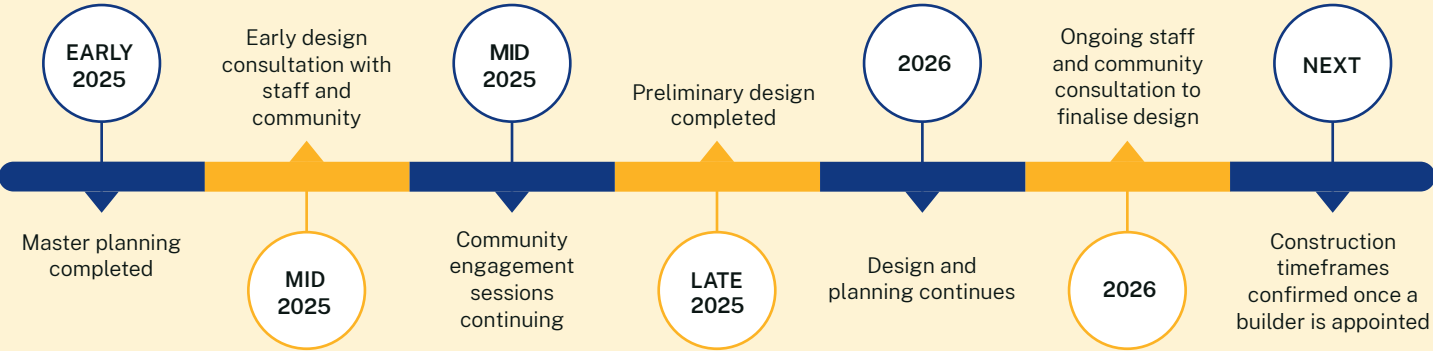 EARLY
2025
Master planning
completed
Early design
consultation with
staff and
community
MID
2025
MID
2025
Community
engagement
sessions
continuing
Preliminary design
completed
LATE
2025
2026
Design and
planning continues
Ongoing staff
and community
consultation to
finalise design
2026
NEXT
Construction
timeframes
confirmed once a
builder is appointed